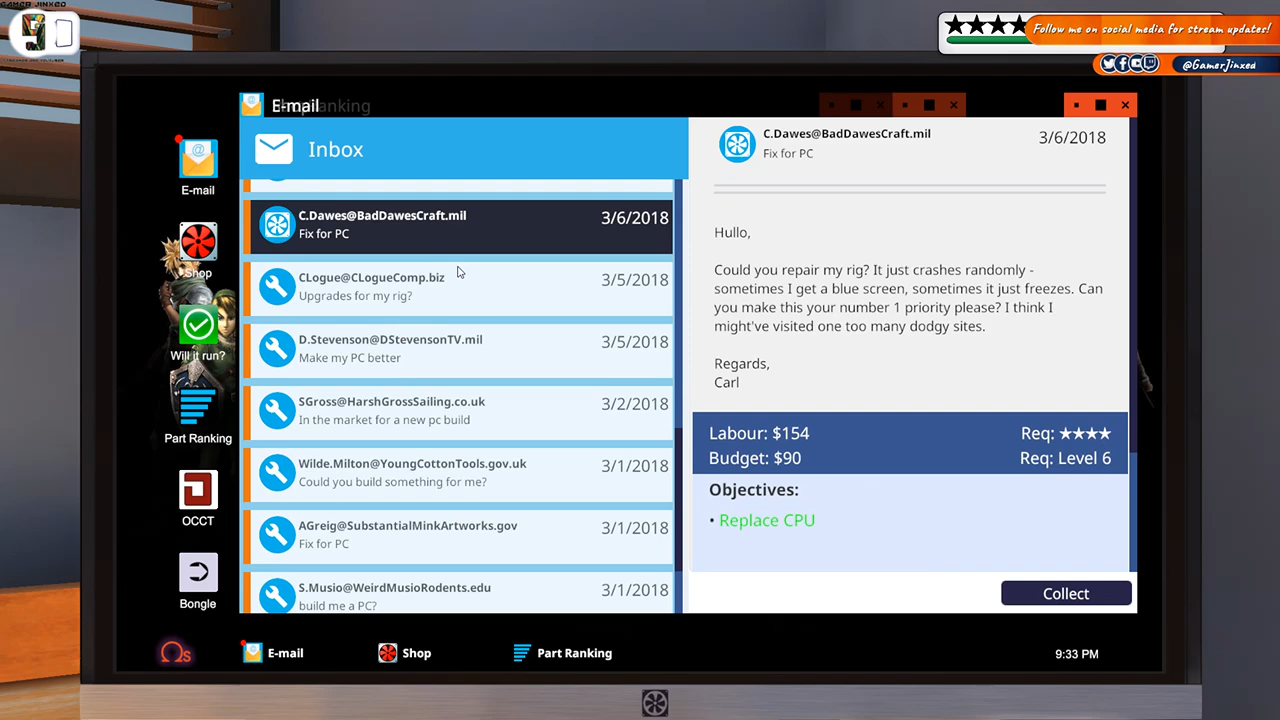 GAMER JINXED
Follow me on social media for stream updates!
@GamerJinxed
E-mail
Inbox
C.Dawes@BadDawesCraft.mil
Fix for PC
3/6/2018
CLogue@CLogueComp.biz
Upgrades for my rig?
3/5/2018
D.Stevenson@DStevensonTV.mil
Make my PC better
3/5/2018
SGross@HarshGrossSailing.co.uk
In the market for a new pc build
3/2/2018
Wilde.Milton@YoungCottonTools.gov.uk
Could you build something for me?
3/1/2018
AGreig@SubstantialMinkArtworks.gov
Fix for PC
3/1/2018
S.Musio@WeirdMusioRodents.edu
build me a PC?
3/1/2018
C.Dawes@BadDawesCraft.mil
Fix for PC
3/6/2018
Hullo,
Could you repair my rig? It just crashes randomly -
sometimes I get a blue screen, sometimes it just freezes. Can
you make this your number 1 priority please? I think I
might've visited one too many dodgy sites.
Regards,
Carl
Labour: $154
Req: ★★★★
Budget: $90
Req: Level 6
Objectives:
• Replace CPU
Collect
E-mail
Shop
Will it run?
Part Ranking
OCCT
Bongle
Ωs
E-mail
Shop
Part Ranking
9:33 PM